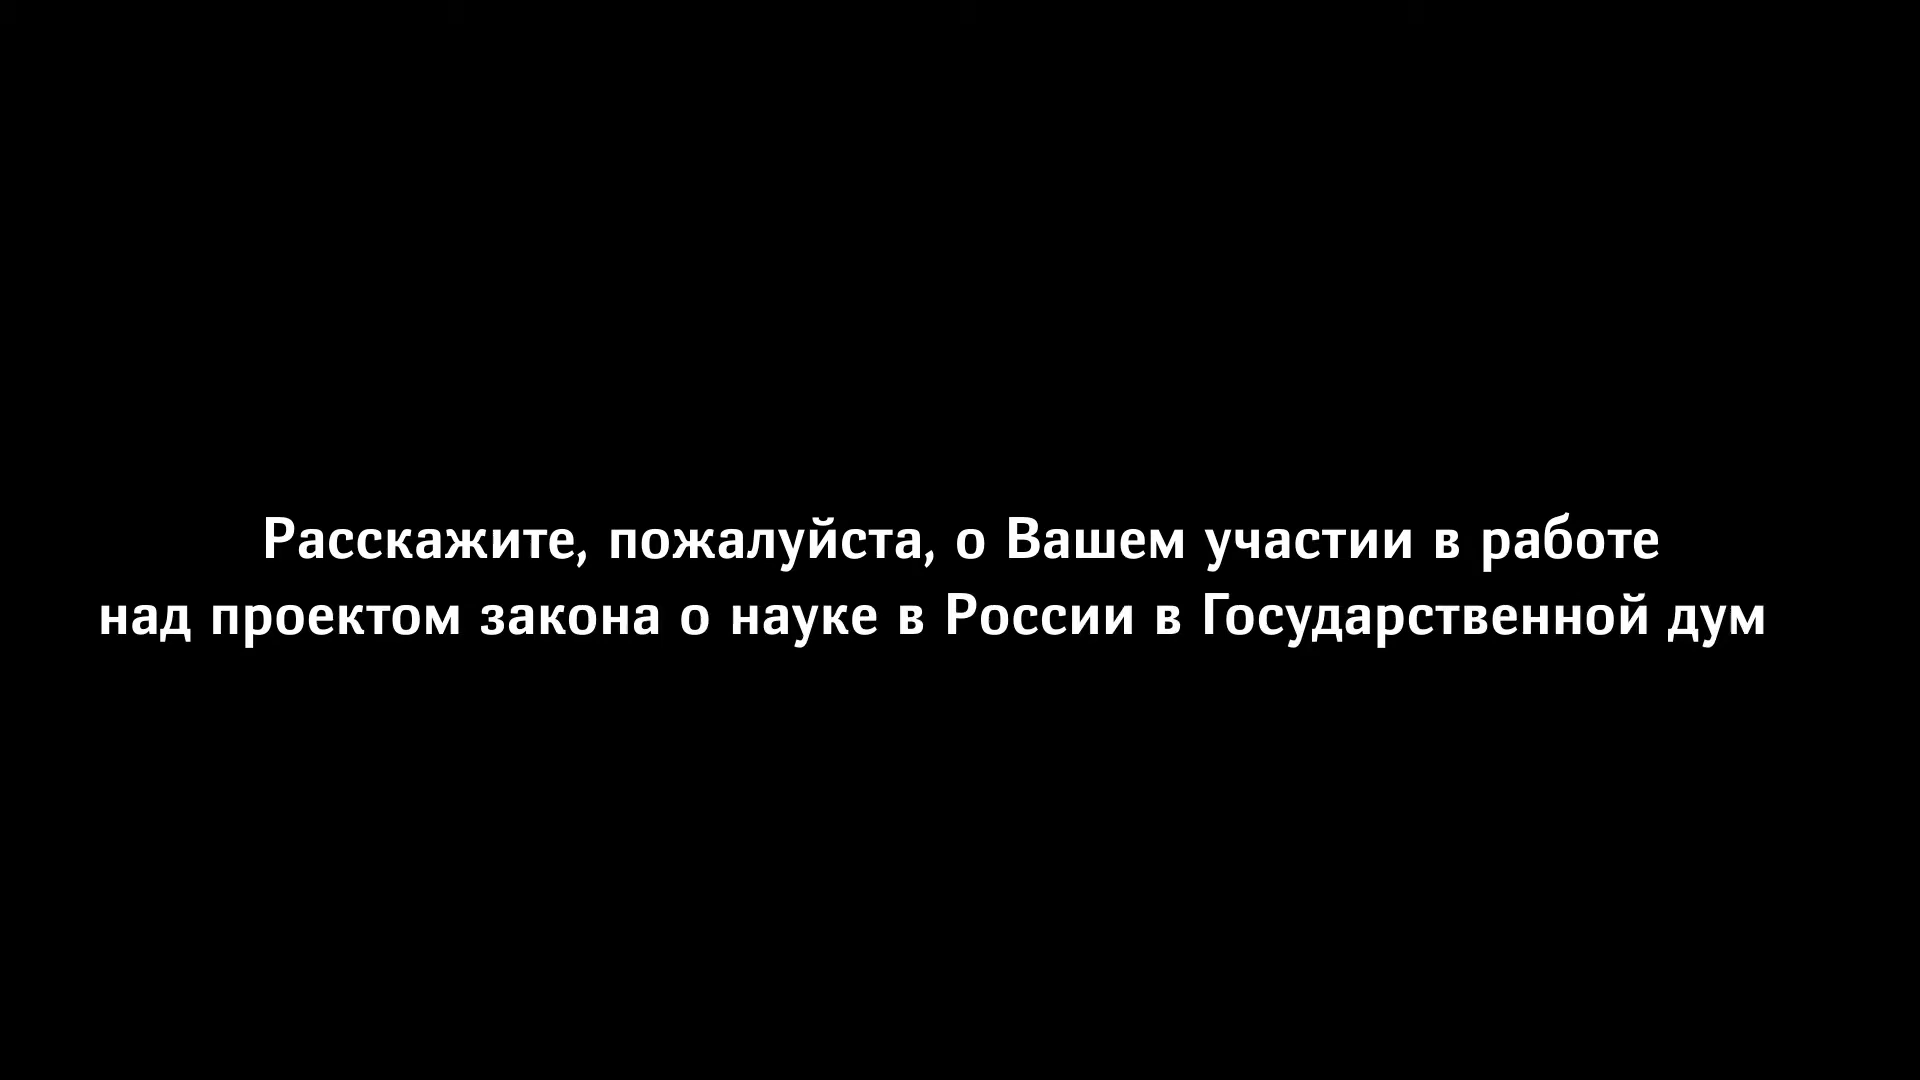 Расскажите, пожалуйста, о Вашем участии в работе
над проектом закона о науке в России в Государственной дум